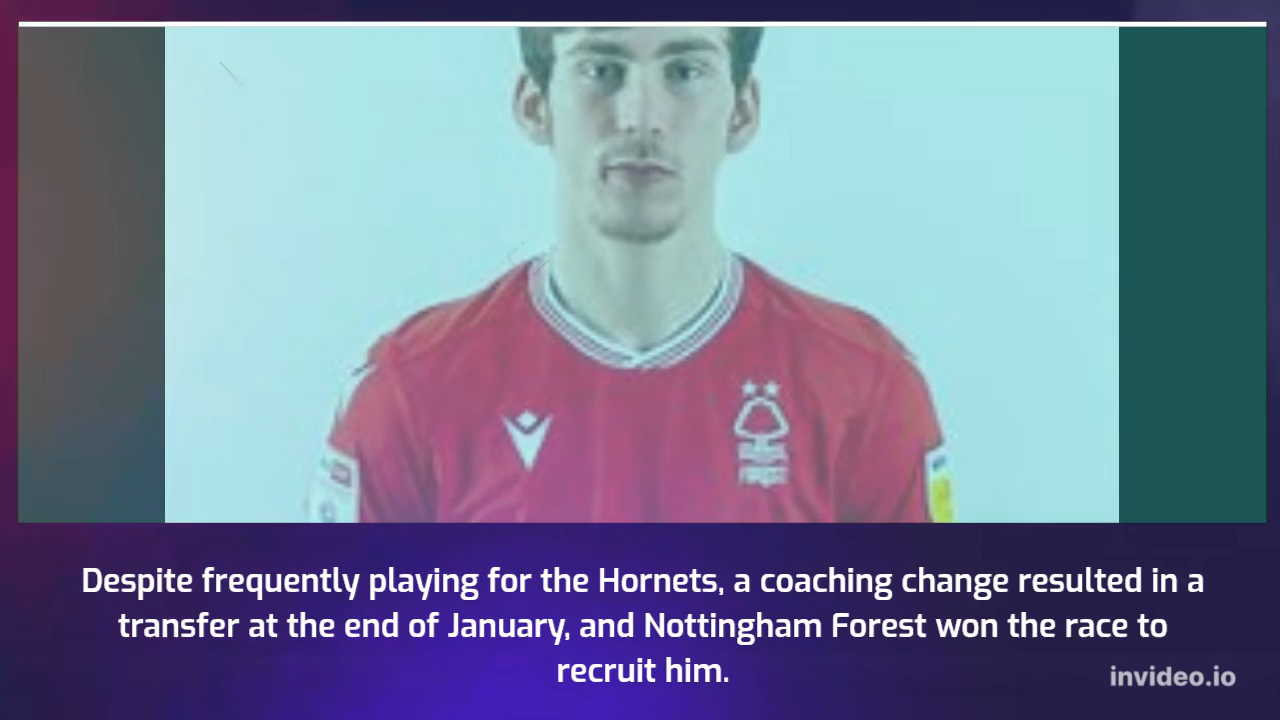 Despite frequently playing for the Hornets, a coaching change resulted in a
transfer at the end of January, and Nottingham Forest won the race to
recruit him.
invideo.io